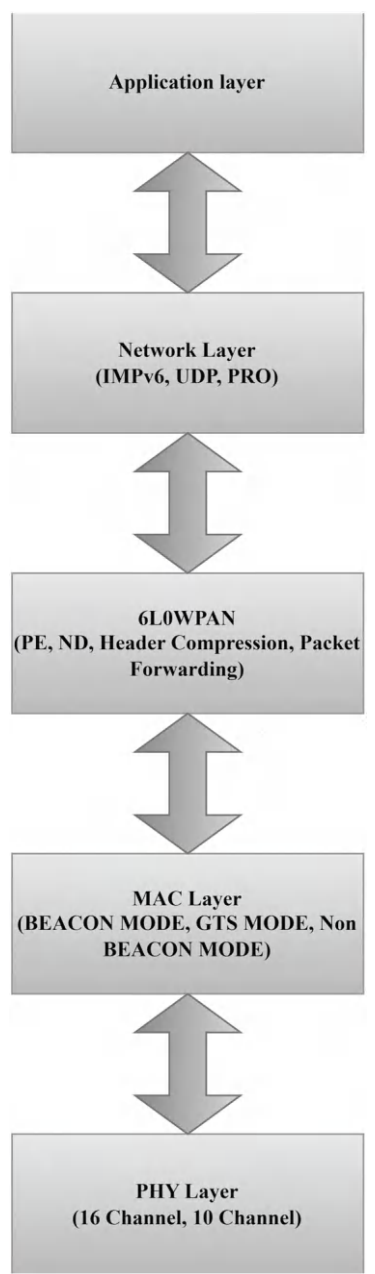 Application layer
Network Layer
(IMPv6, UDP, PRO)
6L0WPAN
(PE, ND, Header Compression, Packet
Forwarding)
MAC Layer
(BEACON MODE, GTS MODE, Non
BEACON MODE)
PHY Layer
(16 Channel, 10 Channel)